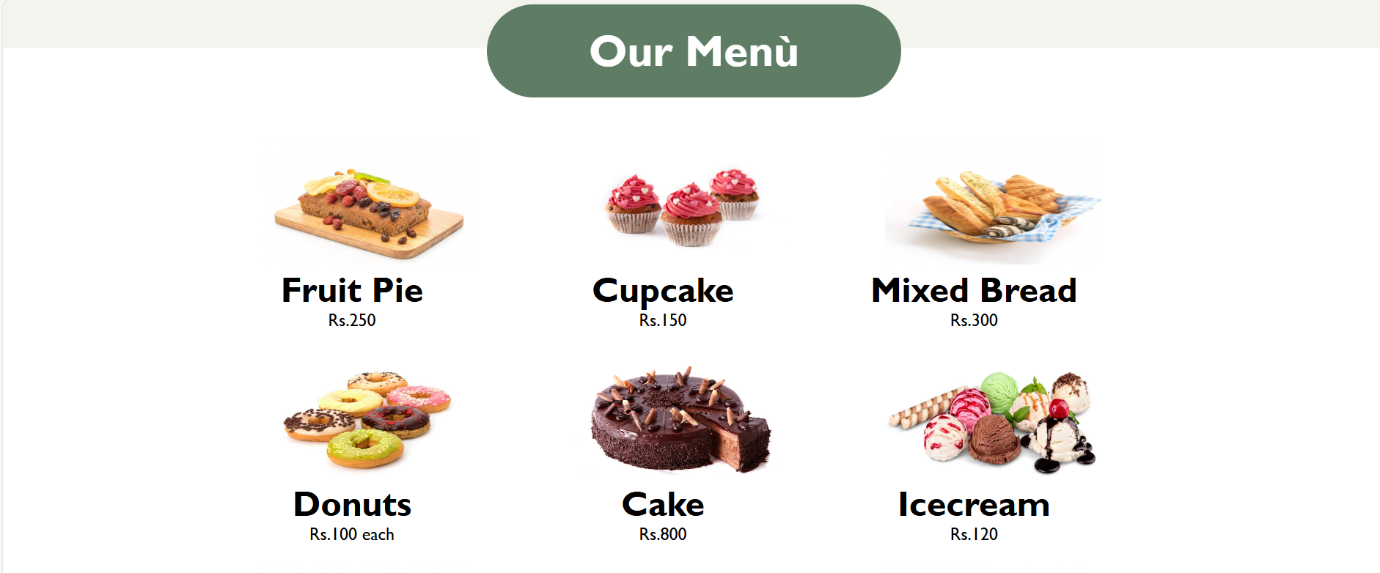 Our Menù
Fruit Pie
Rs.250
Cupcake
Rs.150
Mixed Bread
Rs.300
Donuts
Rs.100 each
Cake
Rs.800
Icecream
Rs.120